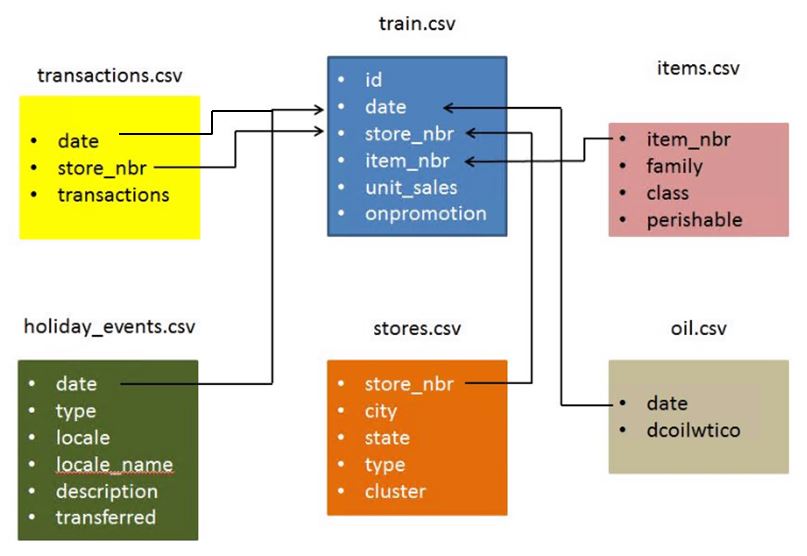 train.csv
transactions.csv
items.csv
• id
• date
• store_nbr
• item_nbr
• unit_sales
• onpromotion
• date
• store_nbr
• transactions
• item_nbr
• family
• class
• perishable
holiday_events.csv
stores.csv
oil.csv
• date
• type
• locale
• locale_name
• description
• transferred
• store_nbr
• city
• state
• type
• cluster
• date
• dcoilwtico